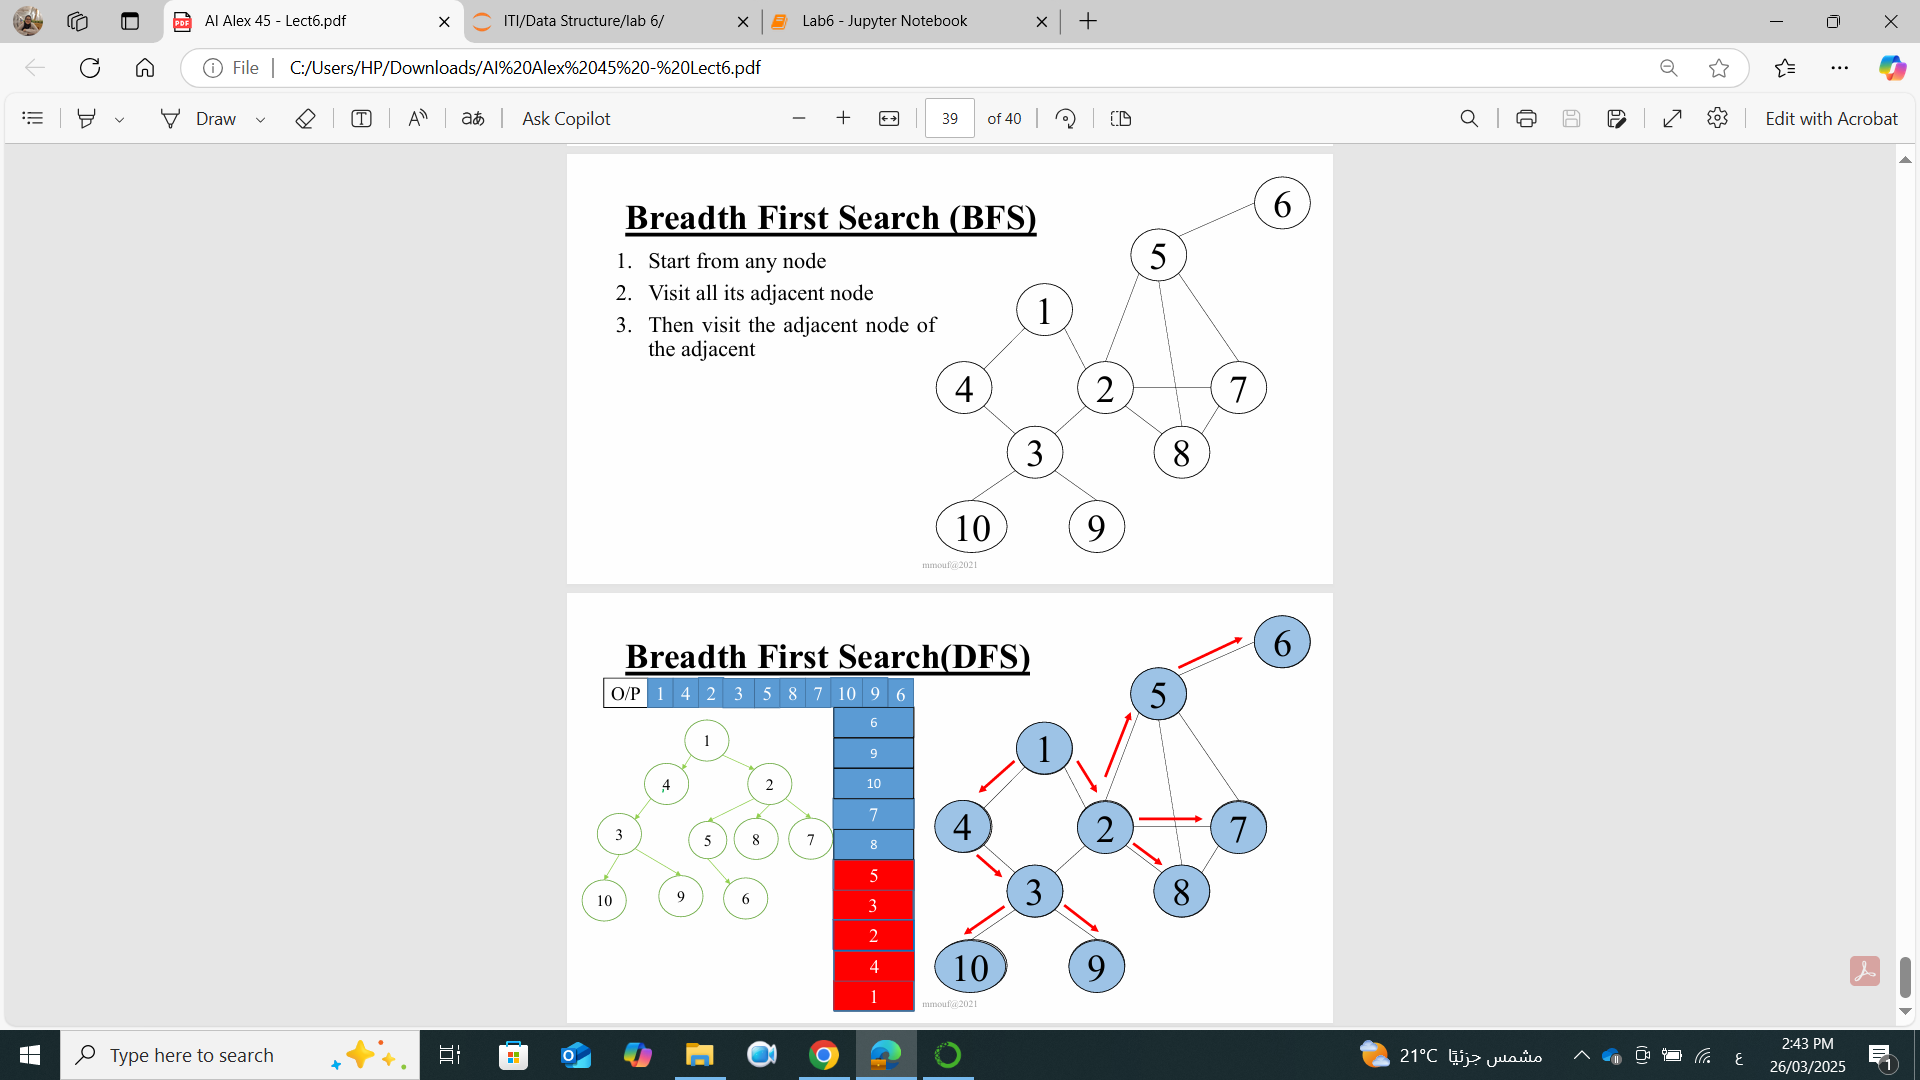 AI Alex 45 - Lect6.pdf
ITI/Data Structure/lab 6/
Lab6 - Jupyter Notebook
File
C:/Users/HP/Downloads/AI%20Alex%2045%20-%20Lect6.pdf
Draw
aあ
Ask Copilot
39 of 40
Edit with Acrobat
Breadth First Search (BFS)
1. Start from any node
2. Visit all its adjacent node
3. Then visit the adjacent node of
the adjacent
6
5
1
4
2
7
3
8
10
9
mmouf@2021
Breadth First Search(DFS)
O/P 1 4 2 3 5 8 7 10 9 6
6
9
10
7
8
5
3
2
4
1
1
4
2
3
5
8
7
10
9
6
6
5
1
4
2
7
3
8
10
9
mmouf@2021
Type here to search
21°C مشمس جزئيًا
ع
2:43 PM
26/03/2025
1